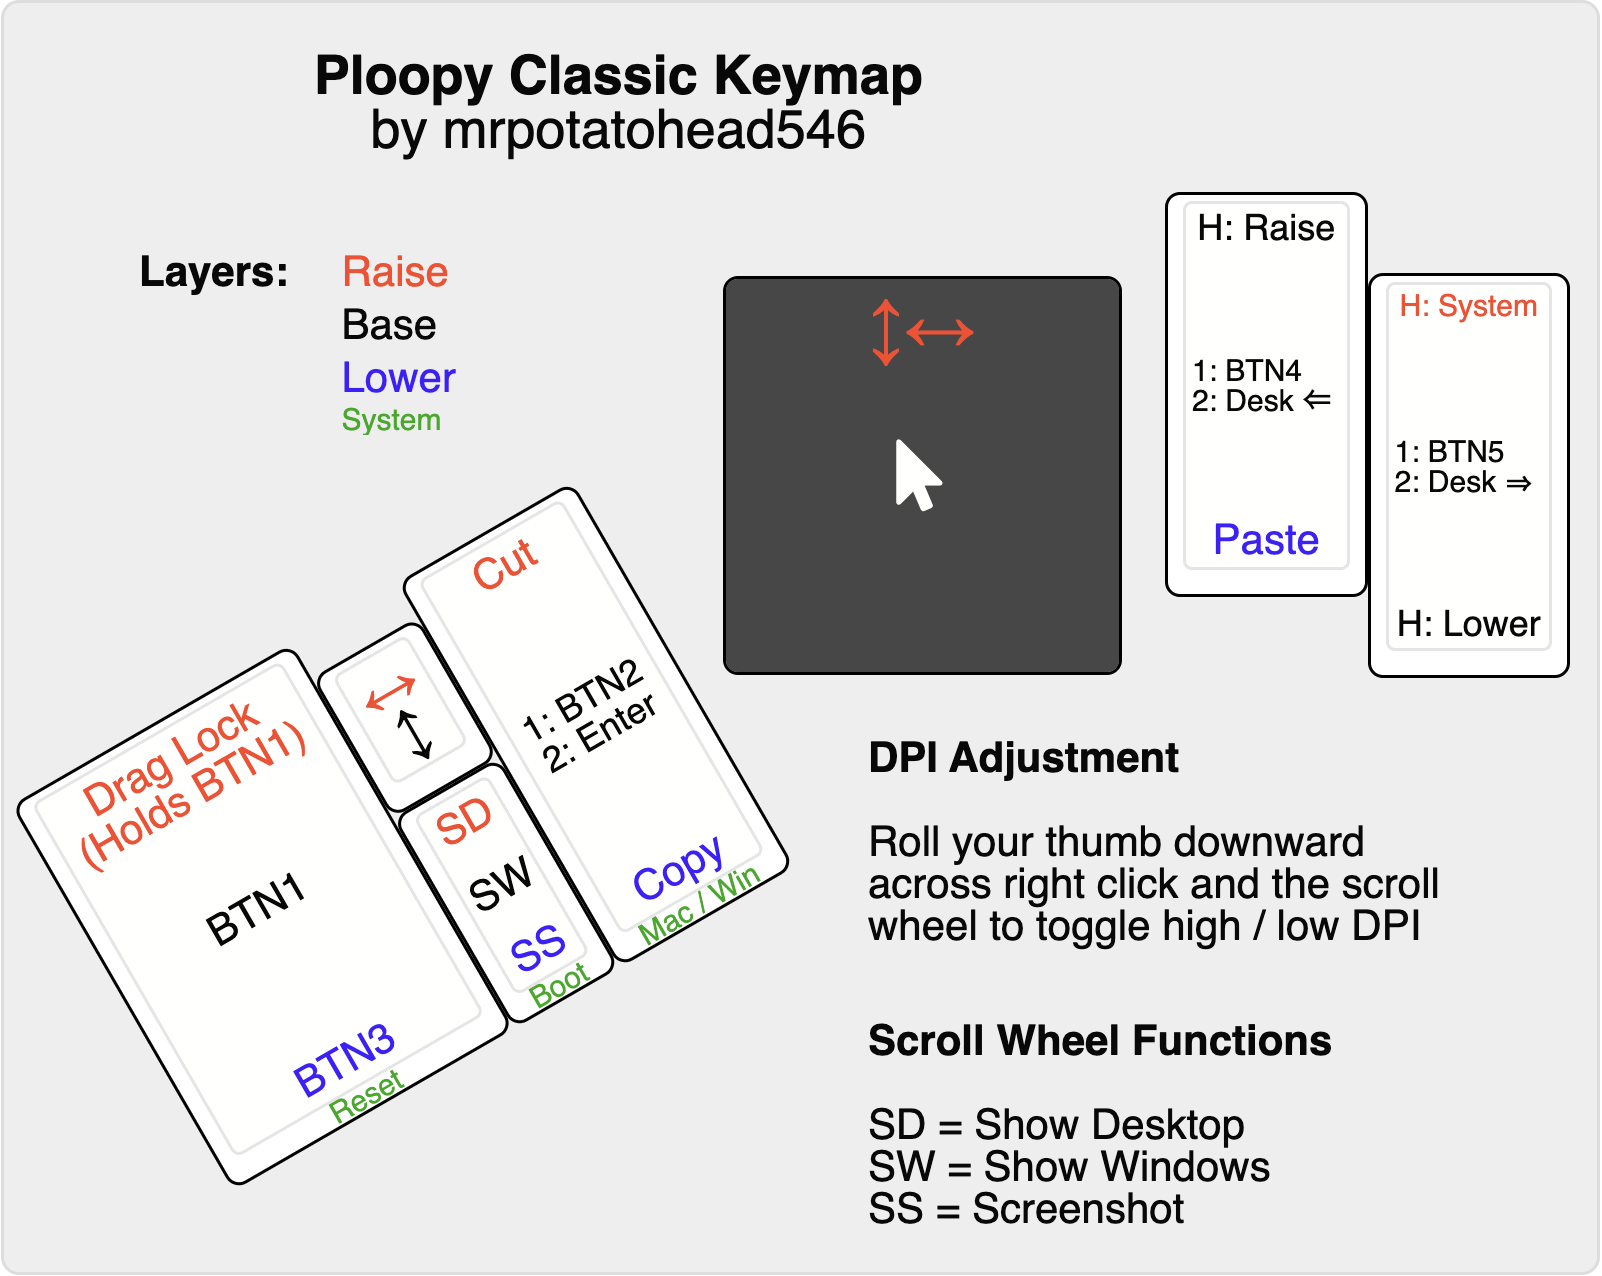 Ploopy Classic Keymap
by mrpotatohead546
Layers:
Raise
Base
Lower
System
H: Raise
1: BTN4
2: Desk ⇐
Paste
H: System
1: BTN5
2: Desk ⇒
H: Lower
Drag Lock
(Holds BTN1)
BTN1
BTN3
Reset
SD
SW
SS
Boot
Cut
1: BTN2
2: Enter
Copy
Mac / Win
DPI Adjustment
Roll your thumb downward
across right click and the scroll
wheel to toggle high / low DPI
Scroll Wheel Functions
SD = Show Desktop
SW = Show Windows
SS = Screenshot